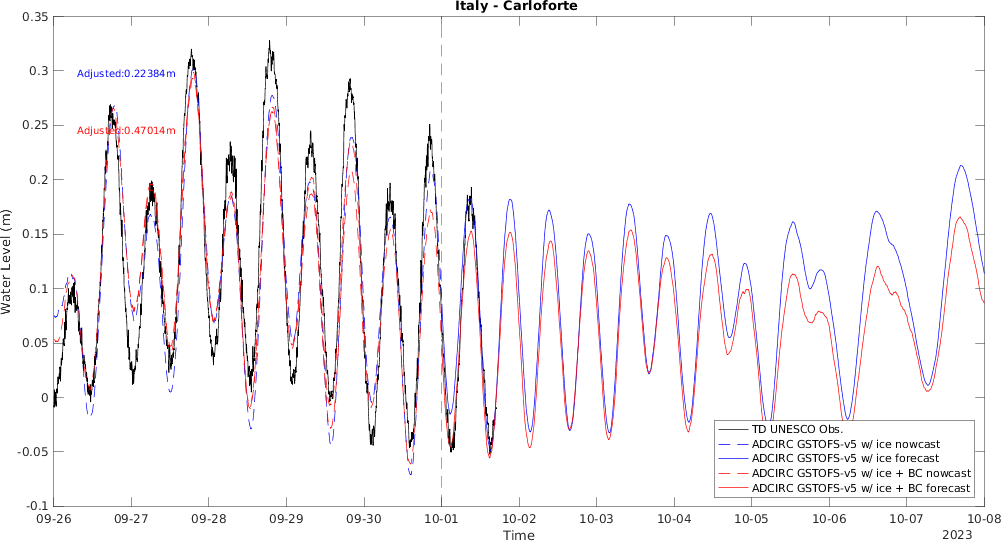 Italy - Carloforte
0.35
0.3
0.25
0.2
0.15
0.1
0.05
0
-0.05
-0.1
Water Level (m)
Adjusted:0.22384m
Adjusted:0.47014m
TD UNESCO Obs.
ADCIRC GSTOFS-v5 w/ ice nowcast
ADCIRC GSTOFS-v5 w/ ice forecast
ADCIRC GSTOFS-v5 w/ ice + BC nowcast
ADCIRC GSTOFS-v5 w/ ice + BC forecast
09-26 09-27 09-28 09-29 09-30 10-01 10-02 10-03 10-04 10-05 10-06 10-07 10-08
Time
2023